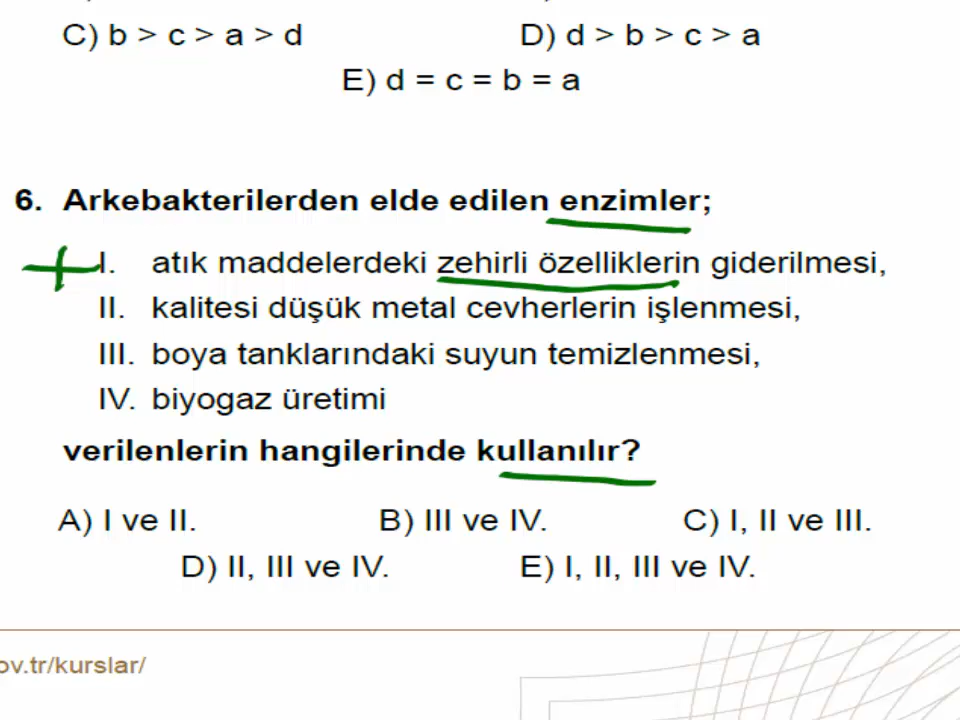 C) b > c > a > d D) d > b > c > a
E) d = c = b = a
6. Arkebakterilerden elde edilen enzimler;
I. atık maddelerdeki zehirli özelliklerin giderilmesi,
II. kalitesi düşük metal cevherlerin işlenmesi,
III. boya tanklarındaki suyun temizlenmesi,
IV. biyogaz üretimi
verilenlerin hangilerinde kullanılır?
A) I ve II. B) III ve IV. C) I, II ve III.
D) II, III ve IV. E) I, II, III ve IV.
ov.tr/kurslar/